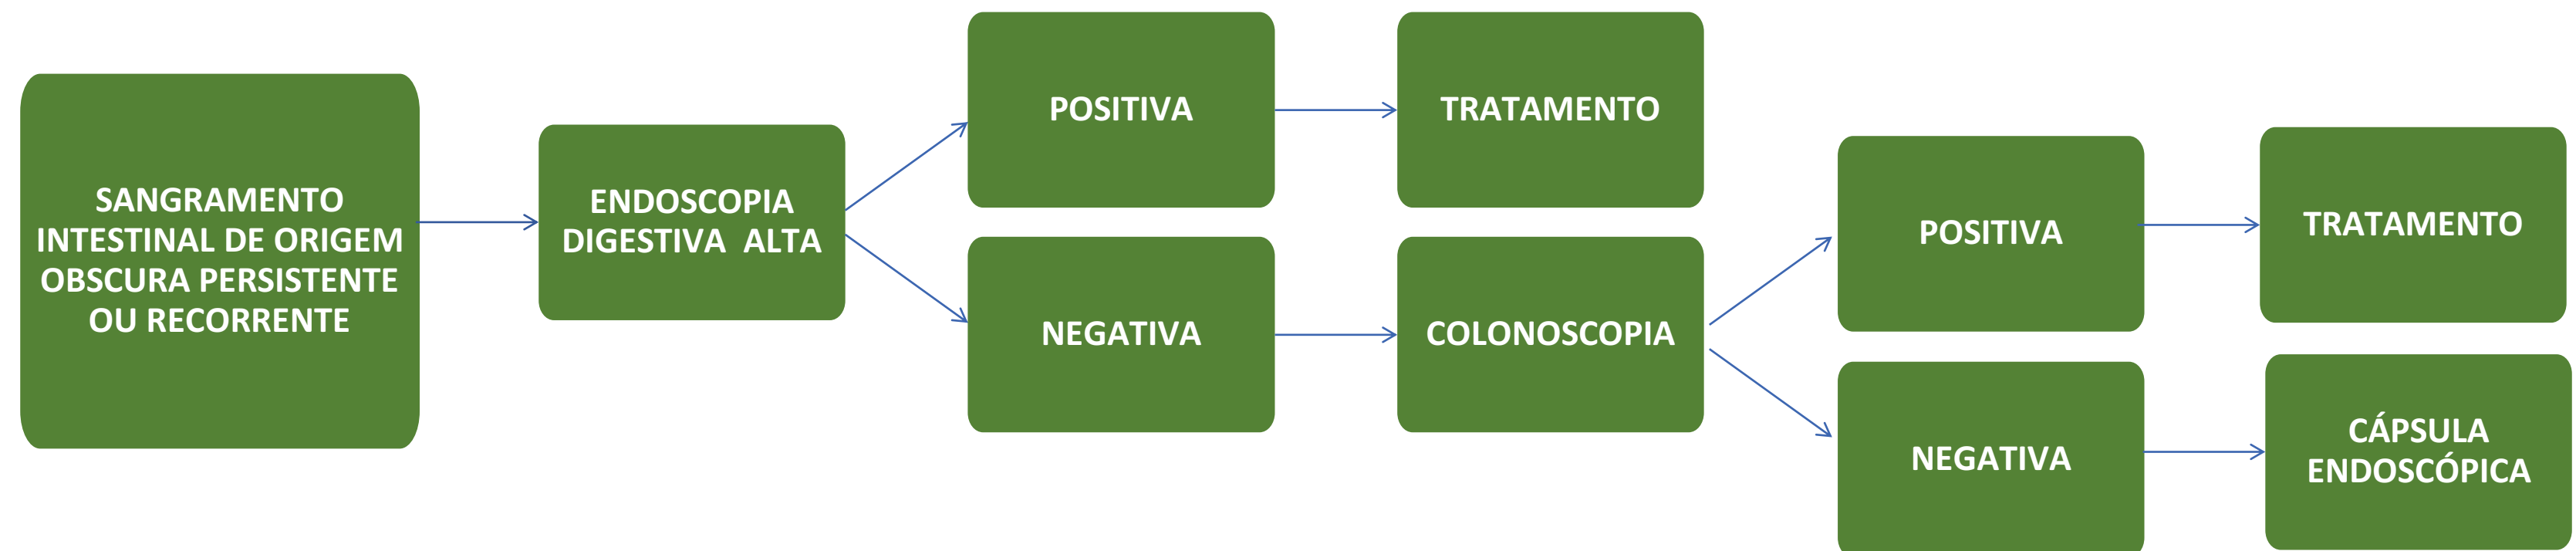 SANGRAMENTO
INTESTINAL DE ORIGEM
OBSCURA PERSISTENTE
OU RECORRENTE
ENDOSCOPIA
DIGESTIVA ALTA
POSITIVA
TRATAMENTO
NEGATIVA
COLONOSCOPIA
POSITIVA
TRATAMENTO
NEGATIVA
CÁPSULA
ENDOSCÓPICA